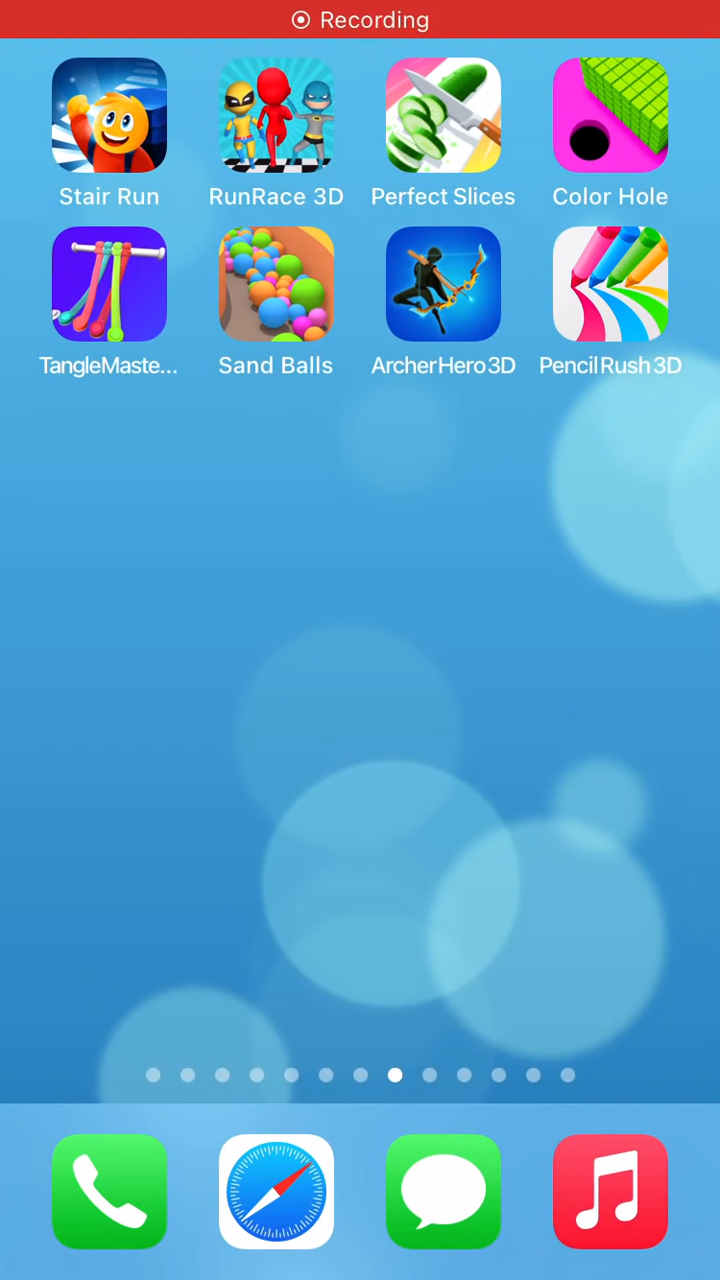 Recording
Stair Run
RunRace 3D
Perfect Slices
Color Hole
TangleMaste...
Sand Balls
ArcherHero3D
PencilRush3D